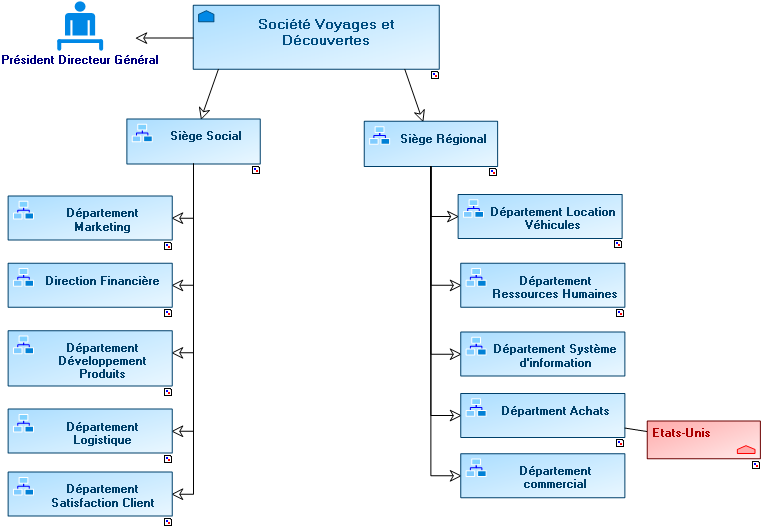 Société Voyages et
Découvertes
Président Directeur Général
Siège Social
Siège Régional
Département
Marketing
Direction Financière
Département
Développement
Produits
Département
Logistique
Département
Satisfaction Client
Département Location
Véhicules
Département
Ressources Humaines
Département Système
d'information
Départment Achats
Etats-Unis
Département
commercial